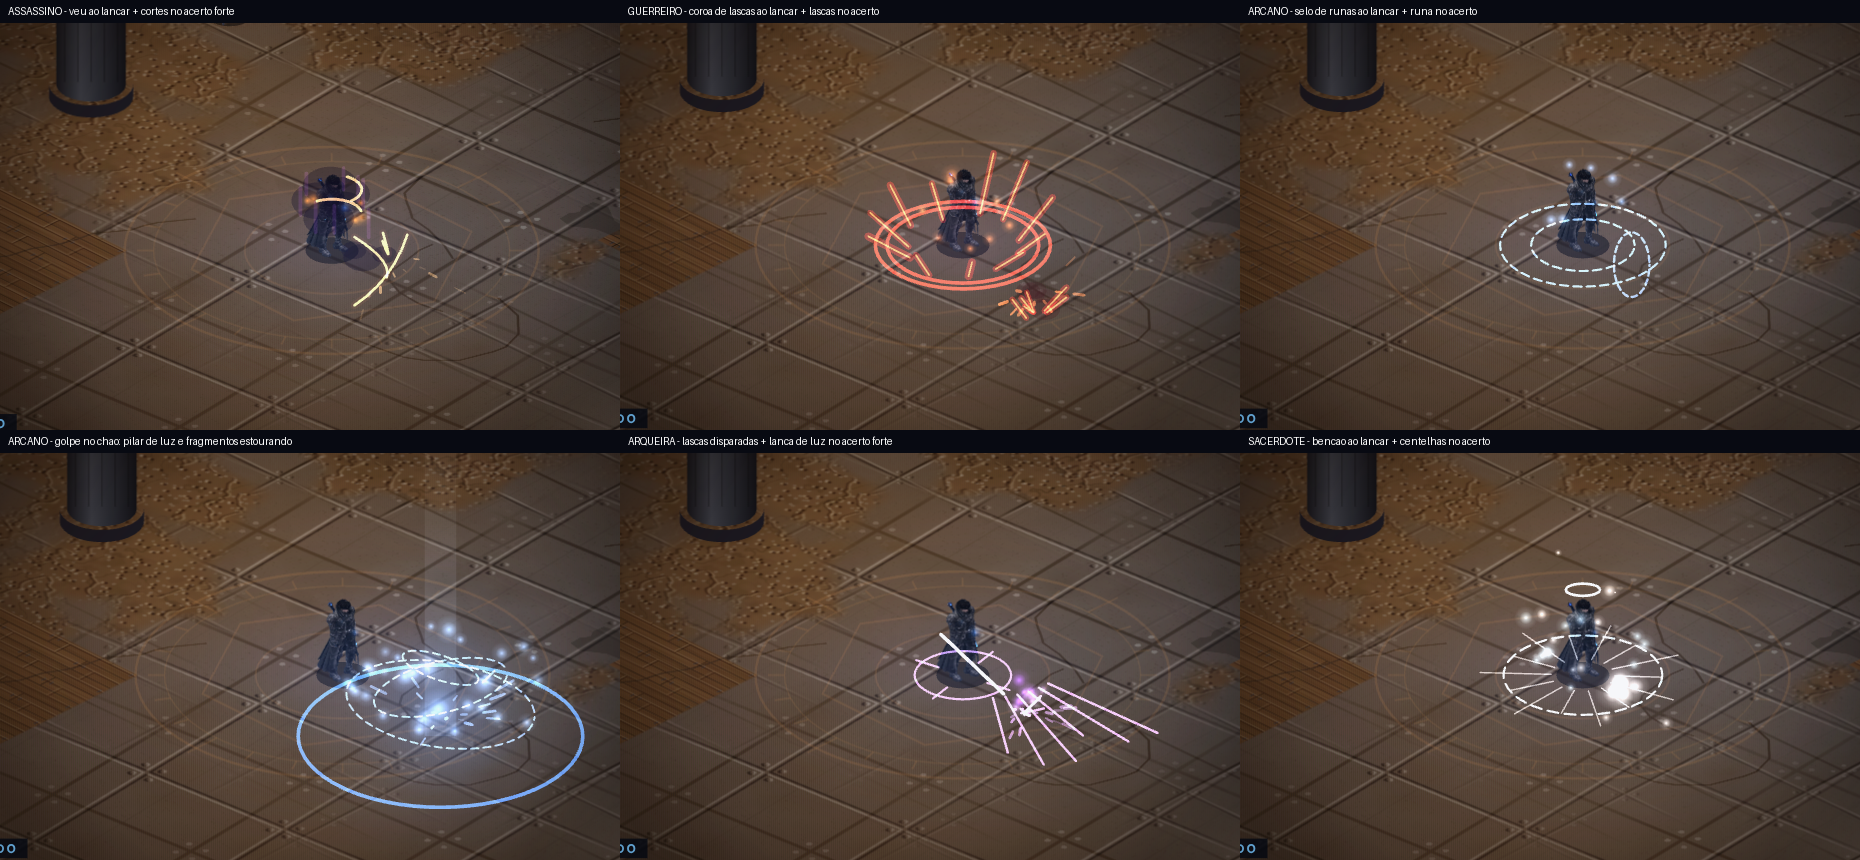 ASSASSINO - veu ao lancar + cortes no acerto forte
GUERREIRO - coroa de lascas ao lancar + lascas no acerto
ARCANO - selo de runas ao lancar + runa no acerto
ARCANO - golpe no chao: pilar de luz e fragmentos estourando
ARQUEIRA - lascas disparadas + lanca de luz no acerto forte
SACERDOTE - bencao ao lancar + centelhas no acerto